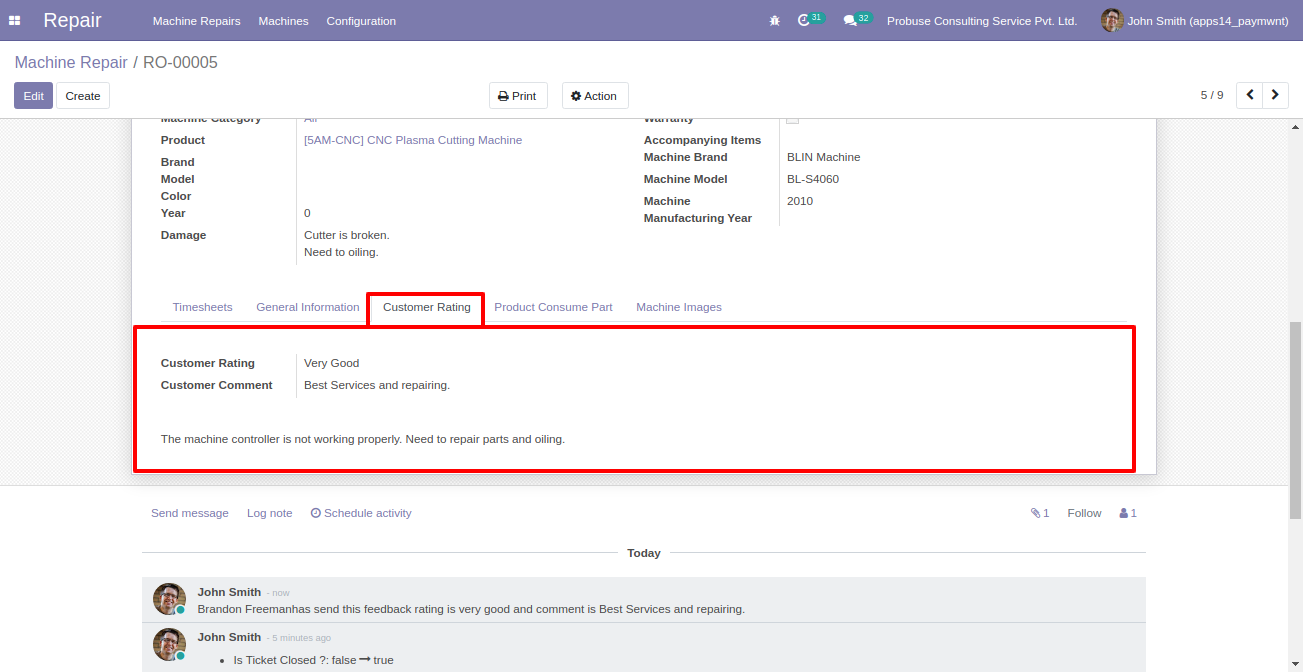 Repair Machine Repairs Machines Configuration 31 32 Probuse Consulting Service Pvt. Ltd. John Smith (apps14_paymwnt)
Machine Repair / RO-00005
Edit Create Print Action 5 / 9
Machine Category All Warranty
Product [5AM-CNC] CNC Plasma Cutting Machine Accompanying Items
Brand Machine Brand BLIN Machine
Model Machine Model BL-S4060
Color Machine Manufacturing Year 2010
Year 0
Damage Cutter is broken.
Need to oiling.
Timesheets General Information Customer Rating Product Consume Part Machine Images
Customer Rating Very Good
Customer Comment Best Services and repairing.
The machine controller is not working properly. Need to repair parts and oiling.
Send message Log note Schedule activity 1 Follow 1
Today
John Smith - now
Brandon Freemanhas send this feedback rating is very good and comment is Best Services and repairing.
John Smith - 5 minutes ago
• Is Ticket Closed ?: false → true